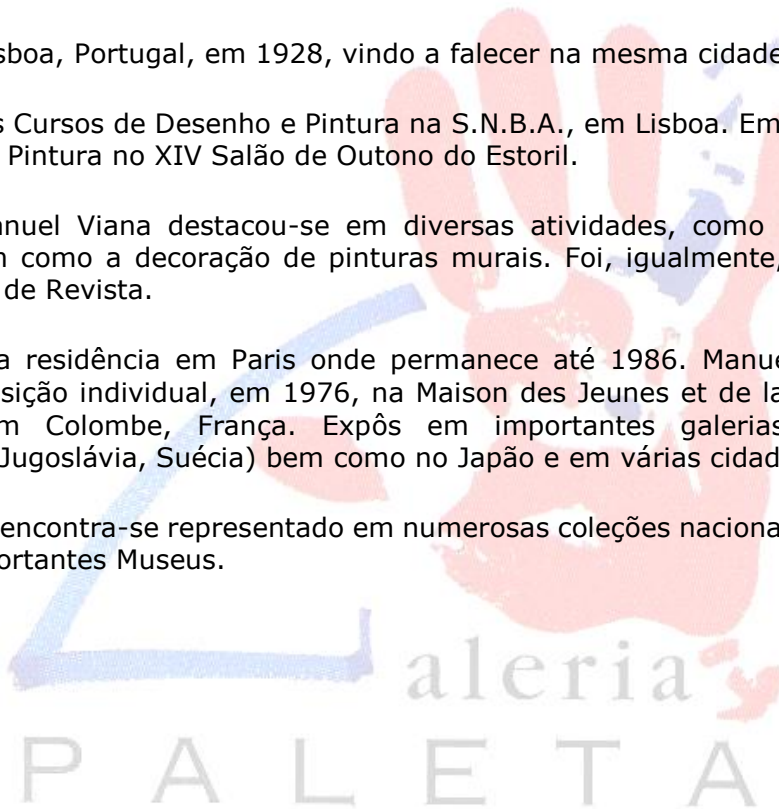 sboa, Portugal, em 1928, vindo a falecer na mesma cidade
s Cursos de Desenho e Pintura na S.N.B.A., em Lisboa. Em
Pintura no XIV Salão de Outono do Estoril.
nuel Viana destacou-se em diversas atividades, como
como a decoração de pinturas murais. Foi, igualmente,
de Revista.
a residência em Paris onde permanece até 1986. Manue
sição individual, em 1976, na Maison des Jeunes et de la
m Colombe, França. Expôs em importantes galerias
Jugoslávia, Suécia) bem como no Japão e em várias cidad
encontra-se representado em numerosas coleções naciona
ortantes Museus.
aleria
PALETA